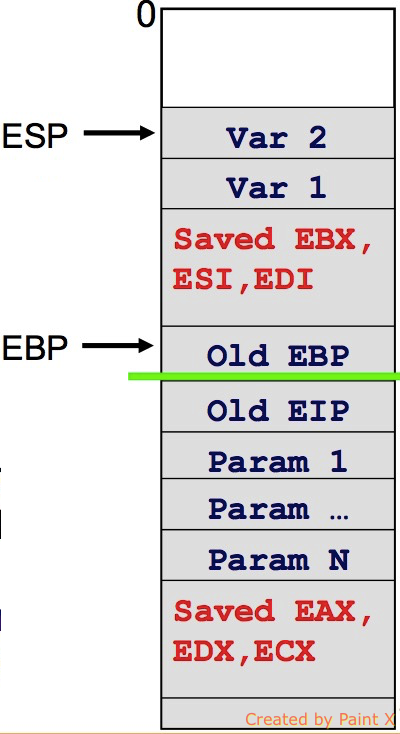 0
ESP
Var 2
Var 1
Saved EBX,
ESI,EDI
EBP
Old EBP
Old EIP
Param 1
Param …
Param N
Saved EAX,
EDX,ECX
Created by Paint X